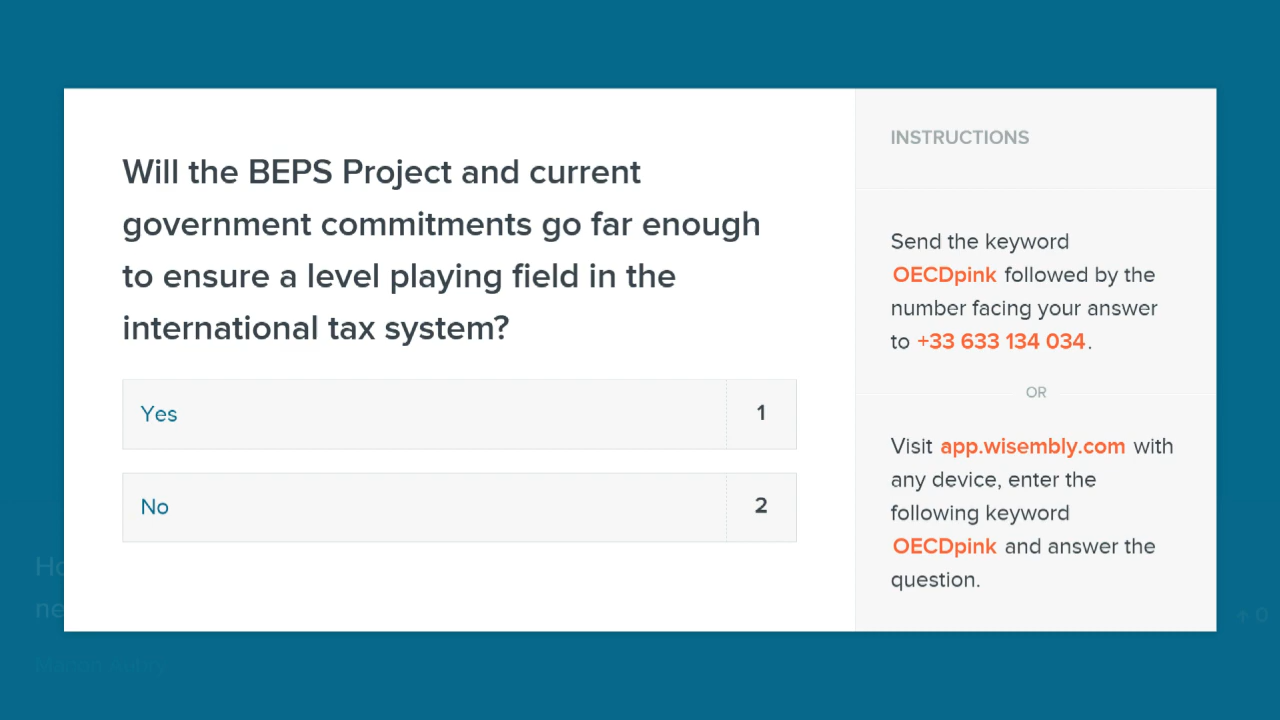 Will the BEPS Project and current
government commitments go far enough
to ensure a level playing field in the
international tax system?
Yes 1
No 2
INSTRUCTIONS
Send the keyword
OECDpink followed by the
number facing your answer
to +33 633 134 034.
OR
Visit app.wisembly.com with
any device, enter the
following keyword
OECDpink and answer the
question.
0